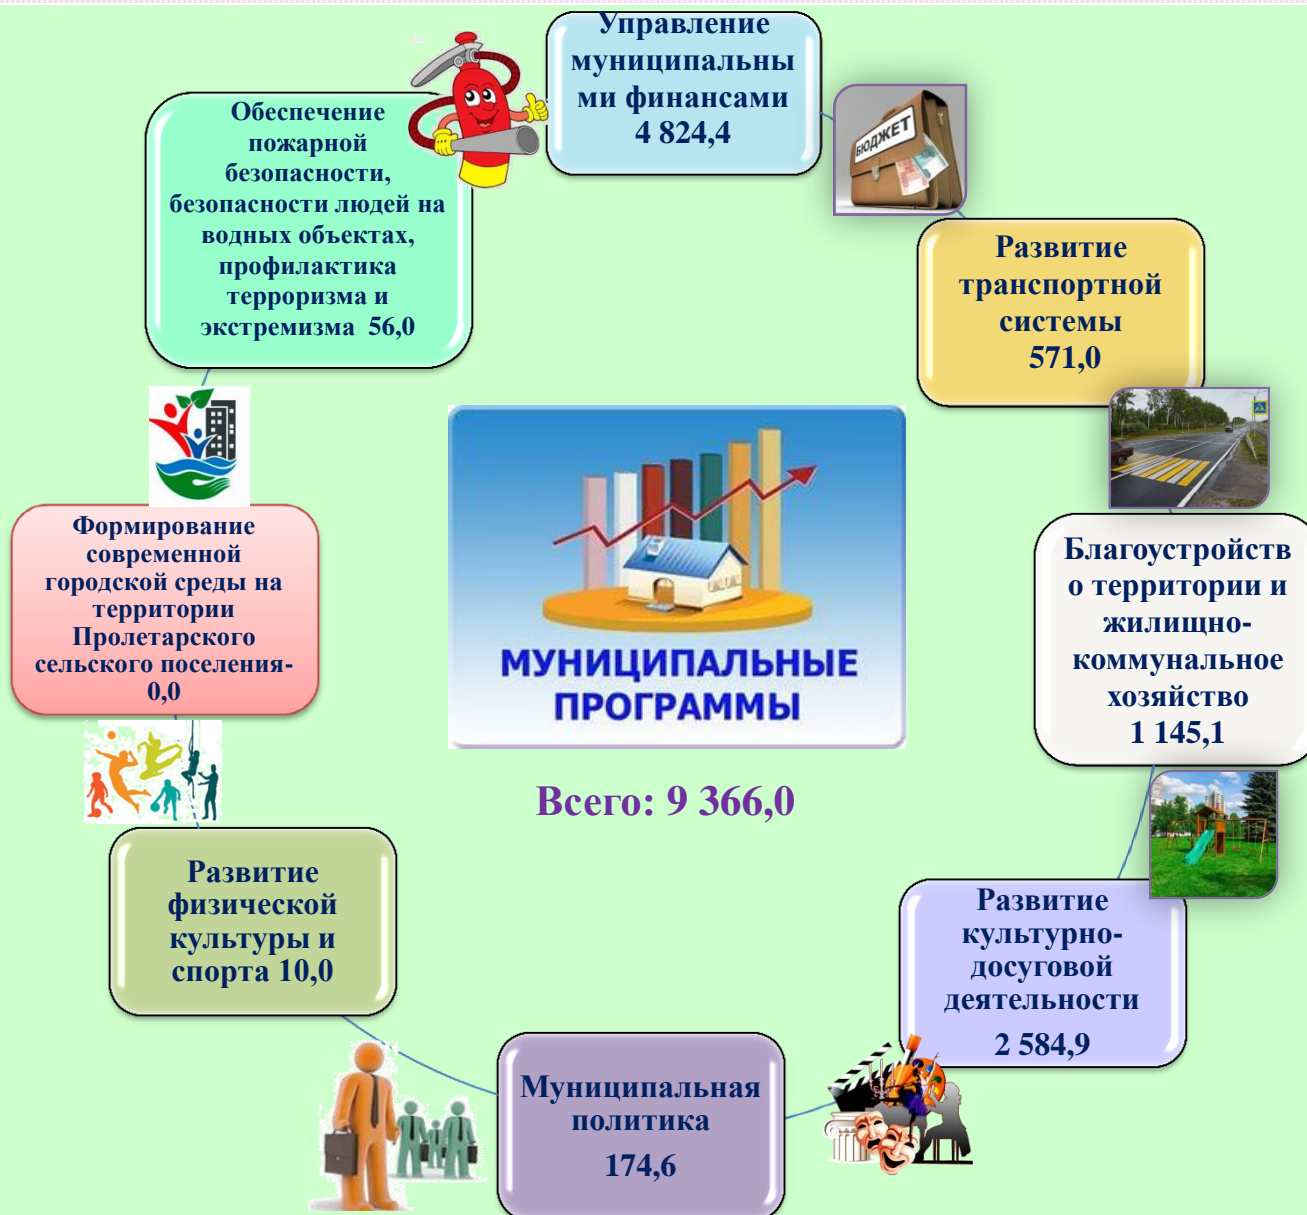 Управление
муниципальны
ми финансами
4 824,4
БЮДЖЕТ
Развитие
транспортной
системы
571,0
Благоустройств
о территории и
жилищно-
коммунальное
хозяйство
1 145,1
Развитие
культурно-
досуговой
деятельности
2 584,9
Муниципальная
политика
174,6
Развитие
физической
культуры и
спорта 10,0
Формирование
современной
городской среды на
территории
Пролетарского
сельского поселения-
0,0
Обеспечение
пожарной
безопасности,
безопасности людей на
водных объектах,
профилактика
терроризма и
экстремизма  56,0
МУНИЦИПАЛЬНЫЕ
ПРОГРАММЫ
Всего: 9 366,0